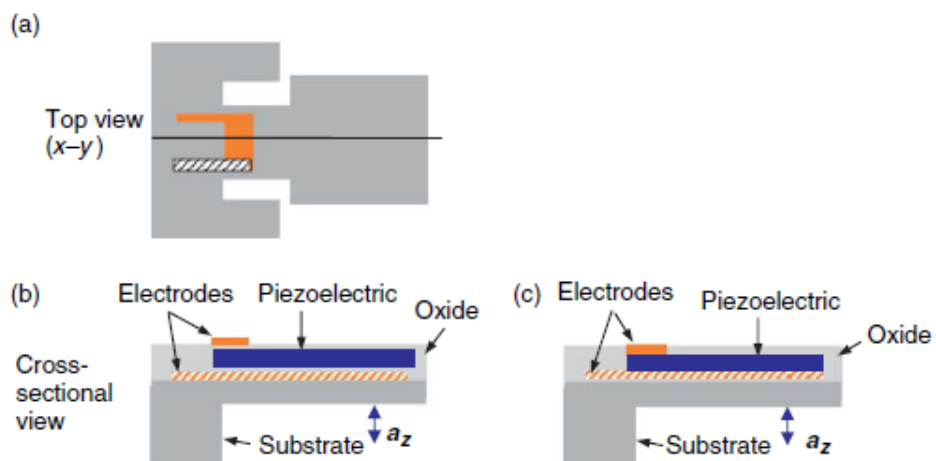 (a)
Top view
(x–y)
(b)
Electrodes
Piezoelectric
Oxide
Cross-
sectional
view
Substrate
az
(c)
Electrodes
Piezoelectric
Oxide
Substrate
az